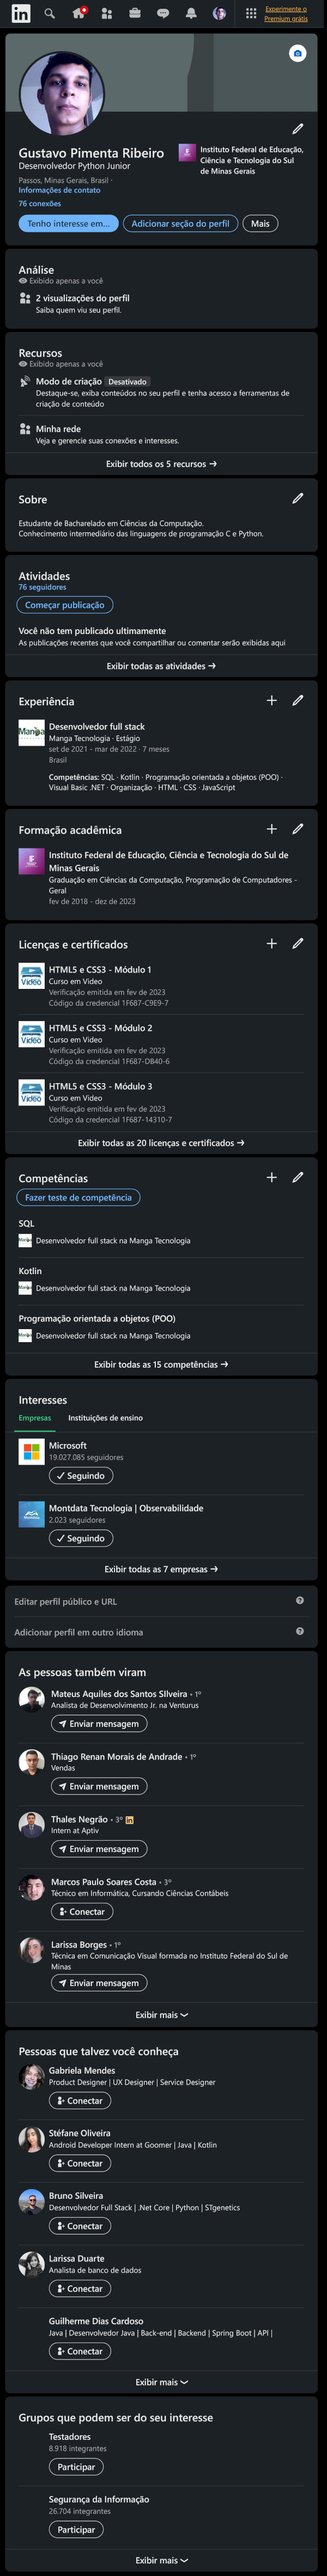 in
Experimente o
Premium grátis
Gustavo Pimenta Ribeiro
Desenvolvedor Python Junior
Instituto Federal de Educação,
Ciência e Tecnologia do Sul
de Minas Gerais
Passos, Minas Gerais, Brasil ·
Informações de contato
76 conexões
Tenho interesse em...
Adicionar seção do perfil
Mais
Análise
Exibido apenas a você
2 visualizações do perfil
Saiba quem viu seu perfil.
Recursos
Exibido apenas a você
Modo de criação Desativado
Destaque-se, exiba conteúdos no seu perfil e tenha acesso a ferramentas de
criação de conteúdo
Minha rede
Veja e gerencie suas conexões e interesses.
Exibir todos os 5 recursos →
Sobre
Estudante de Bacharelado em Ciências da Computação.
Conhecimento intermediário das linguagens de programação C e Python.
Atividades
76 seguidores
Começar publicação
Você não tem publicado ultimamente
As publicações recentes que você compartilhar ou comentar serão exibidas aqui
Exibir todas as atividades →
Experiência
Desenvolvedor full stack
Manga Tecnologia · Estágio
set de 2021 - mar de 2022 · 7 meses
Brasil
Competências: SQL · Kotlin · Programação orientada a objetos (POO) ·
Visual Basic .NET · Organização · HTML · CSS · JavaScript
Formação acadêmica
Instituto Federal de Educação, Ciência e Tecnologia do Sul de
Minas Gerais
Graduação em Ciências da Computação, Programação de Computadores -
Geral
fev de 2018 - dez de 2023
Licenças e certificados
HTML5 e CSS3 - Módulo 1
Curso em Video
Verificação emitida em fev de 2023
Código da credencial 1F687-C9E9-7
HTML5 e CSS3 - Módulo 2
Curso em Video
Verificação emitida em fev de 2023
Código da credencial 1F687-DB40-6
HTML5 e CSS3 - Módulo 3
Curso em Video
Verificação emitida em fev de 2023
Código da credencial 1F687-14310-7
Exibir todas as 20 licenças e certificados →
Competências
Fazer teste de competência
SQL
Desenvolvedor full stack na Manga Tecnologia
Kotlin
Desenvolvedor full stack na Manga Tecnologia
Programação orientada a objetos (POO)
Desenvolvedor full stack na Manga Tecnologia
Exibir todas as 15 competências →
Interesses
Empresas
Instituições de ensino
Microsoft
19.027.085 seguidores
Seguindo
Montdata Tecnologia | Observabilidade
2.023 seguidores
Seguindo
Exibir todas as 7 empresas →
Editar perfil público e URL
Adicionar perfil em outro idioma
As pessoas também viram
Mateus Aquiles dos Santos SIlveira · 1º
Analista de Desenvolvimento Jr. na Venturus
Enviar mensagem
Thiago Renan Morais de Andrade · 1º
Vendas
Enviar mensagem
Thales Negrão · 3º in
Intern at Aptiv
Enviar mensagem
Marcos Paulo Soares Costa · 3º
Técnico em Informática, Cursando Ciências Contábeis
Conectar
Larissa Borges · 1º
Técnica em Comunicação Visual formada no Instituto Federal do Sul de
Minas
Enviar mensagem
Exibir mais
Pessoas que talvez você conheça
Gabriela Mendes
Product Designer | UX Designer | Service Designer
Conectar
Stéfane Oliveira
Android Developer Intern at Goomer | Java | Kotlin
Conectar
Bruno Silveira
Desenvolvedor Full Stack | .Net Core | Python | STgenetics
Conectar
Larissa Duarte
Analista de banco de dados
Conectar
Guilherme Dias Cardoso
Java | Desenvolvedor Java | Back-end | Backend | Spring Boot | API |
Conectar
Exibir mais
Grupos que podem ser do seu interesse
Testadores
8.918 integrantes
Participar
Segurança da Informação
26.704 integrantes
Participar
Exibir mais